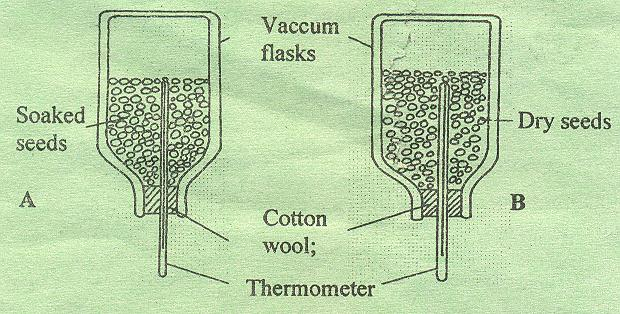 Vaccum
flasks
Soaked
seeds
Dry seeds
A
B
Cotton
wool;
Thermometer